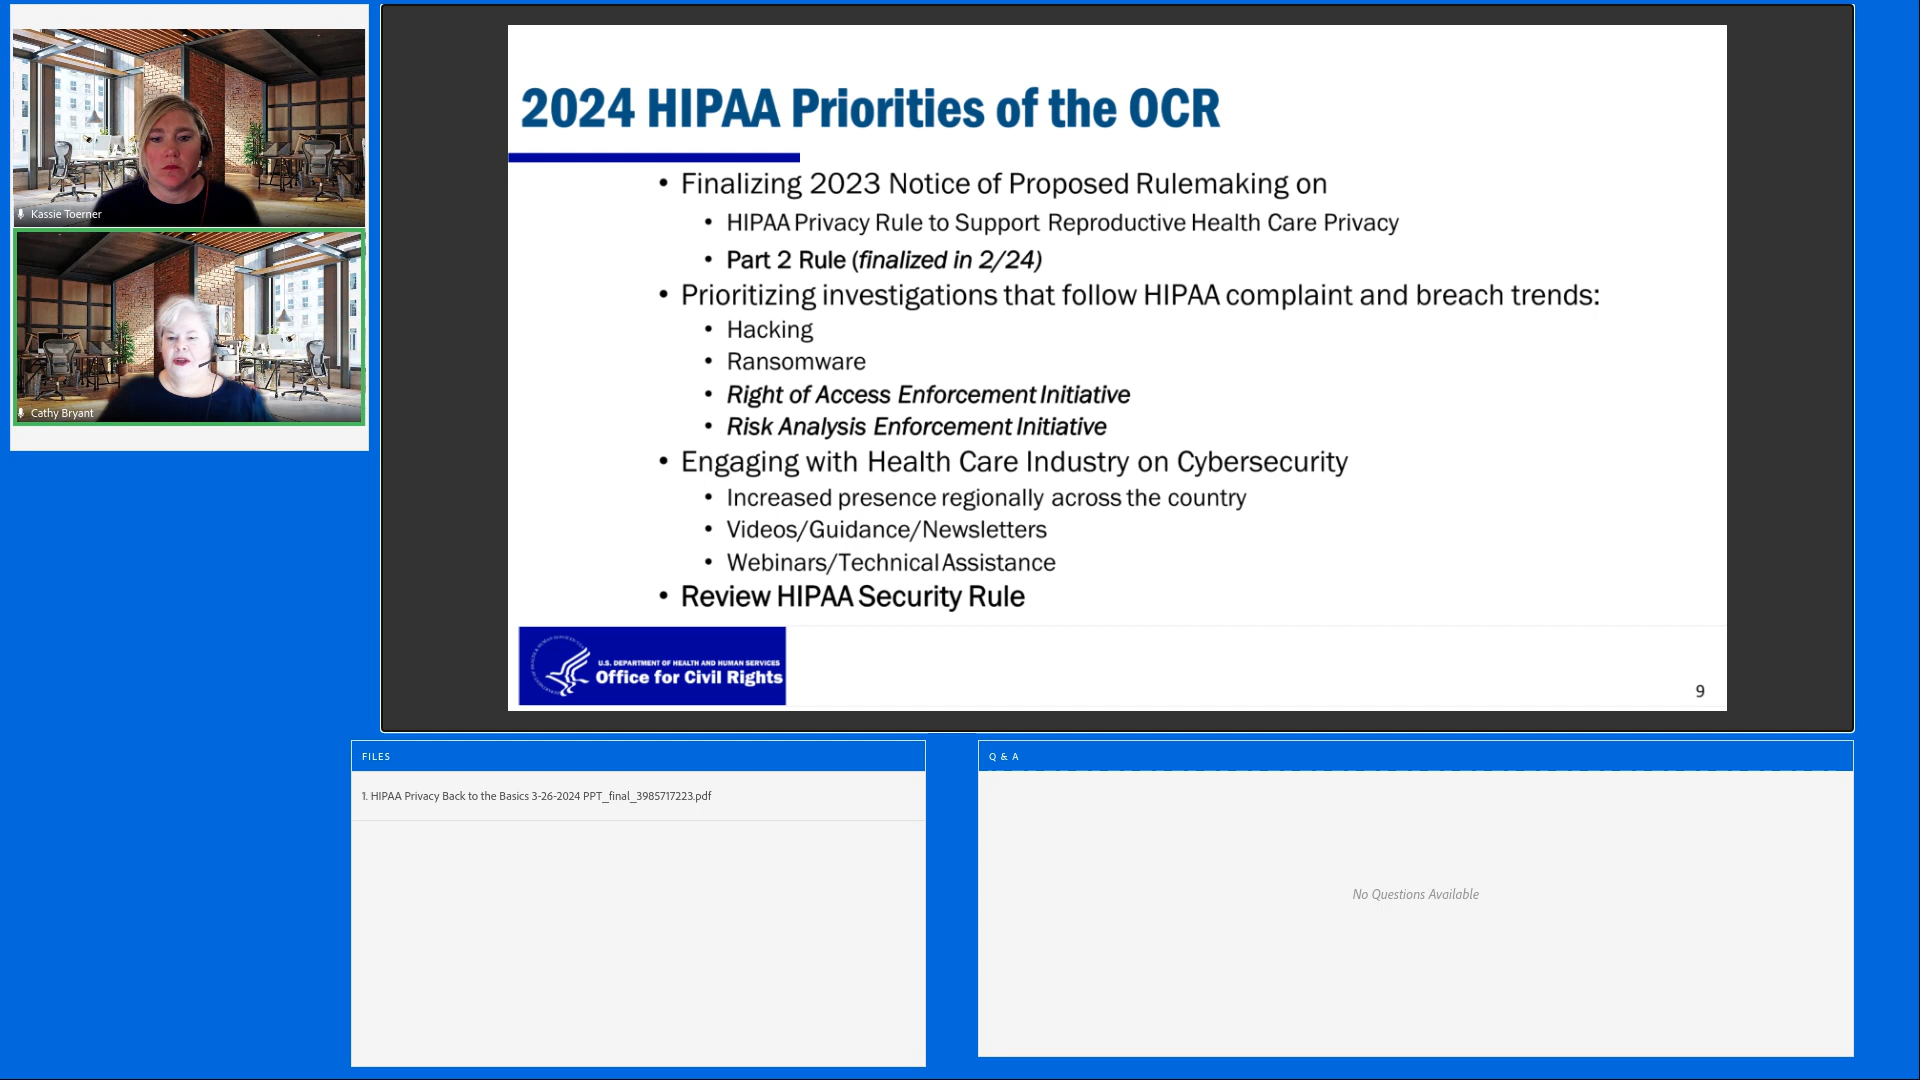 Kassie Toerner
Cathy Bryant
2024 HIPAA Priorities of the OCR
• Finalizing 2023 Notice of Proposed Rulemaking on
• HIPAA Privacy Rule to Support Reproductive Health Care Privacy
• Part 2 Rule (finalized in 2/24)
• Prioritizing investigations that follow HIPAA complaint and breach trends:
• Hacking
• Ransomware
• Right of Access Enforcement Initiative
• Risk Analysis Enforcement Initiative
• Engaging with Health Care Industry on Cybersecurity
• Increased presence regionally across the country
• Videos/Guidance/Newsletters
• Webinars/Technical Assistance
• Review HIPAA Security Rule
U.S. DEPARTMENT OF HEALTH AND HUMAN SERVICES
Office for Civil Rights
9
FILES
1. HIPAA Privacy Back to the Basics 3-26-2024 PPT_final_3985717223.pdf
Q & A
No Questions Available